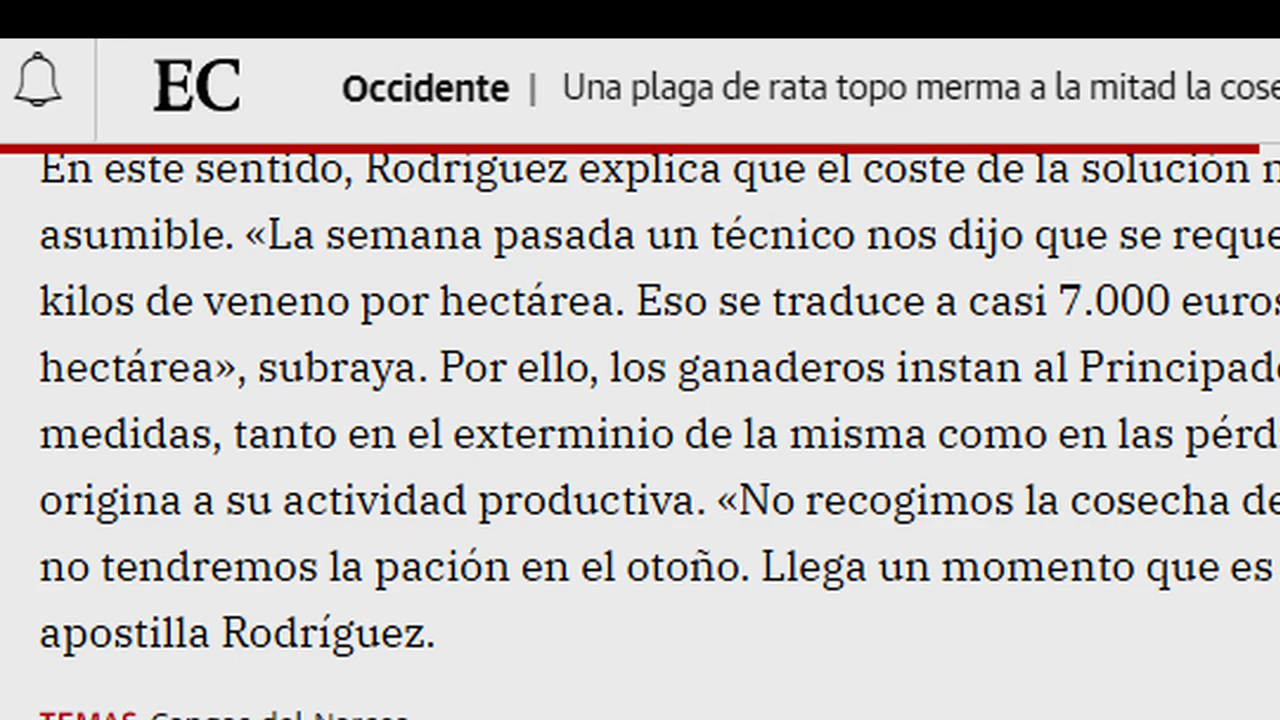 EC Occidente | Una plaga de rata topo merma a la mitad la cose
En este sentido, Rodríguez explica que el coste de la solución n
asumible. «La semana pasada un técnico nos dijo que se reque
kilos de veneno por hectárea. Eso se traduce a casi 7.000 euros
hectárea», subraya. Por ello, los ganaderos instan al Principado
medidas, tanto en el exterminio de la misma como en las pérd
origina a su actividad productiva. «No recogimos la cosecha de
no tendremos la pación en el otoño. Llega un momento que es
apostilla Rodríguez.
TEMAS Cangas del Narcea